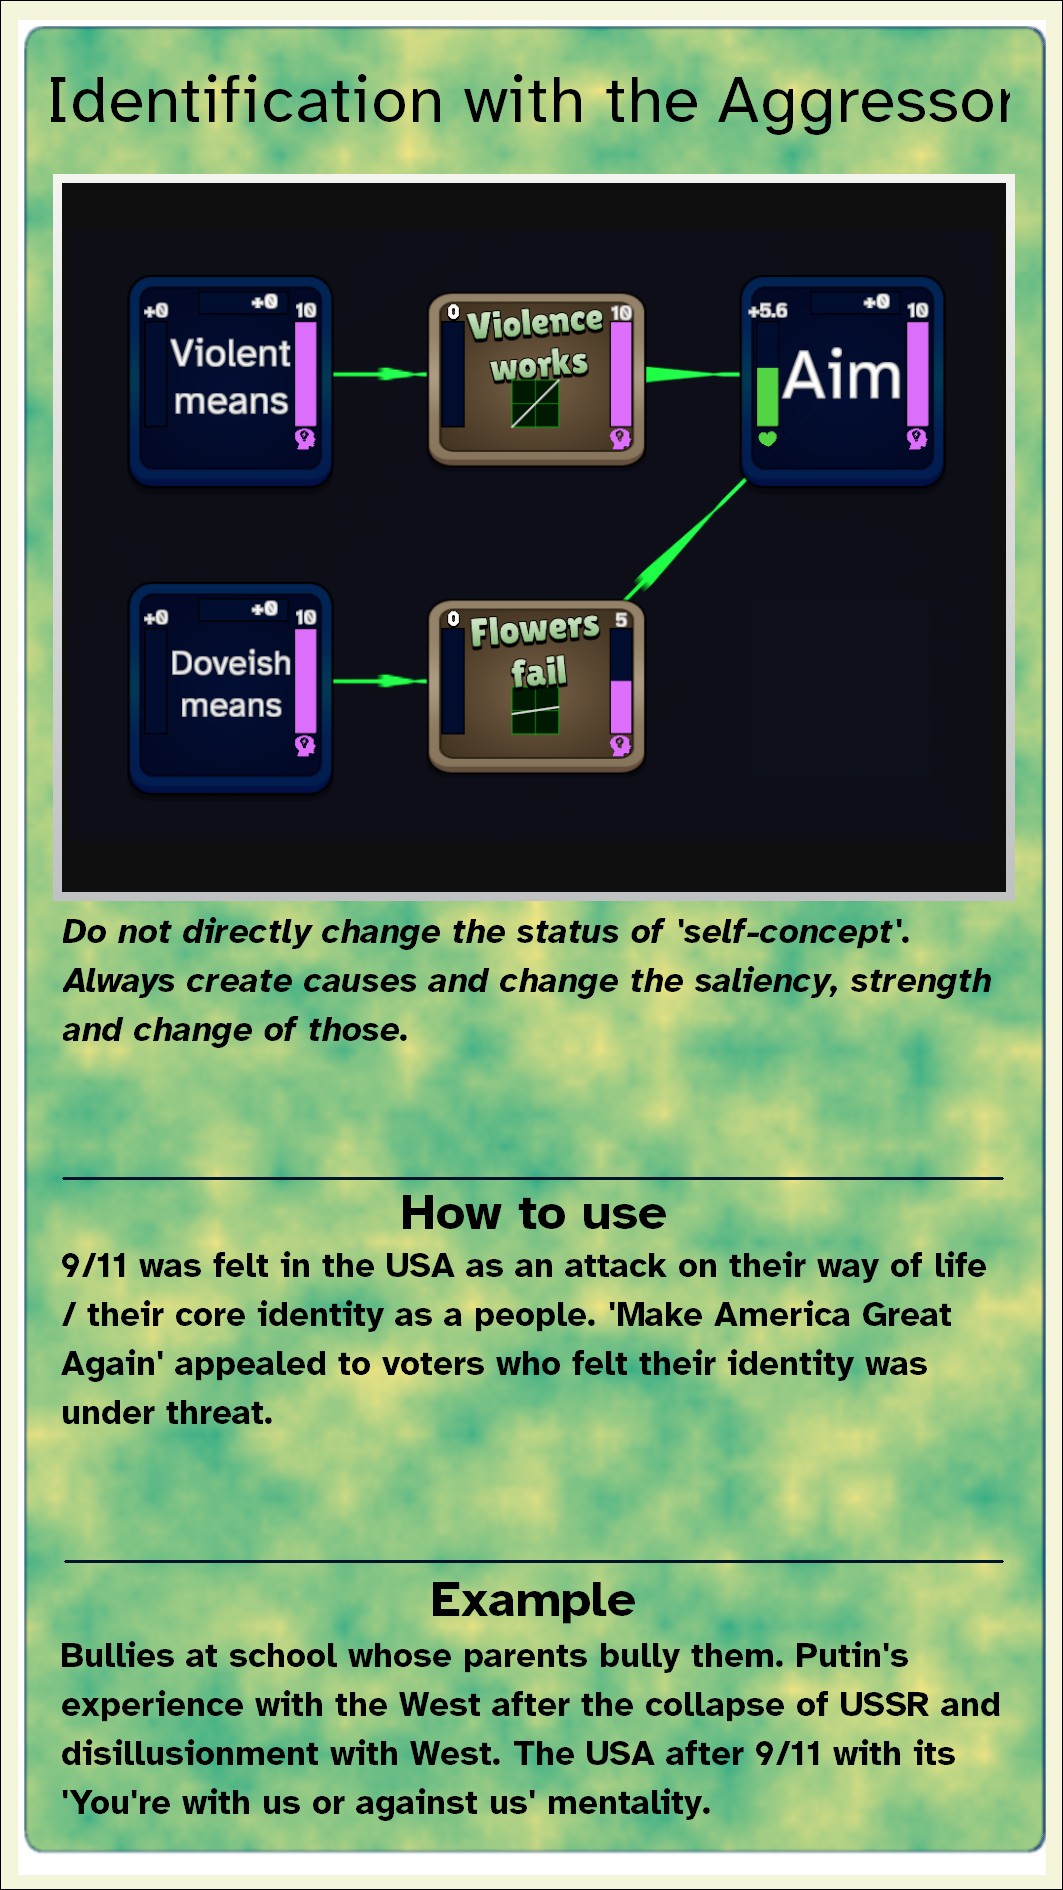 Identification with the Aggressor
+0 +0 10
Violent
means
0 10
Violence
works
+5.6 +0 10
Aim
+0 +0 10
Doveish
means
0 5
Flowers
fail
Do not directly change the status of 'self-concept'.
Always create causes and change the saliency, strength
and change of those.
How to use
9/11 was felt in the USA as an attack on their way of life
/ their core identity as a people. 'Make America Great
Again' appealed to voters who felt their identity was
under threat.
Example
Bullies at school whose parents bully them. Putin's
experience with the West after the collapse of USSR and
disillusionment with West. The USA after 9/11 with its
'You're with us or against us' mentality.